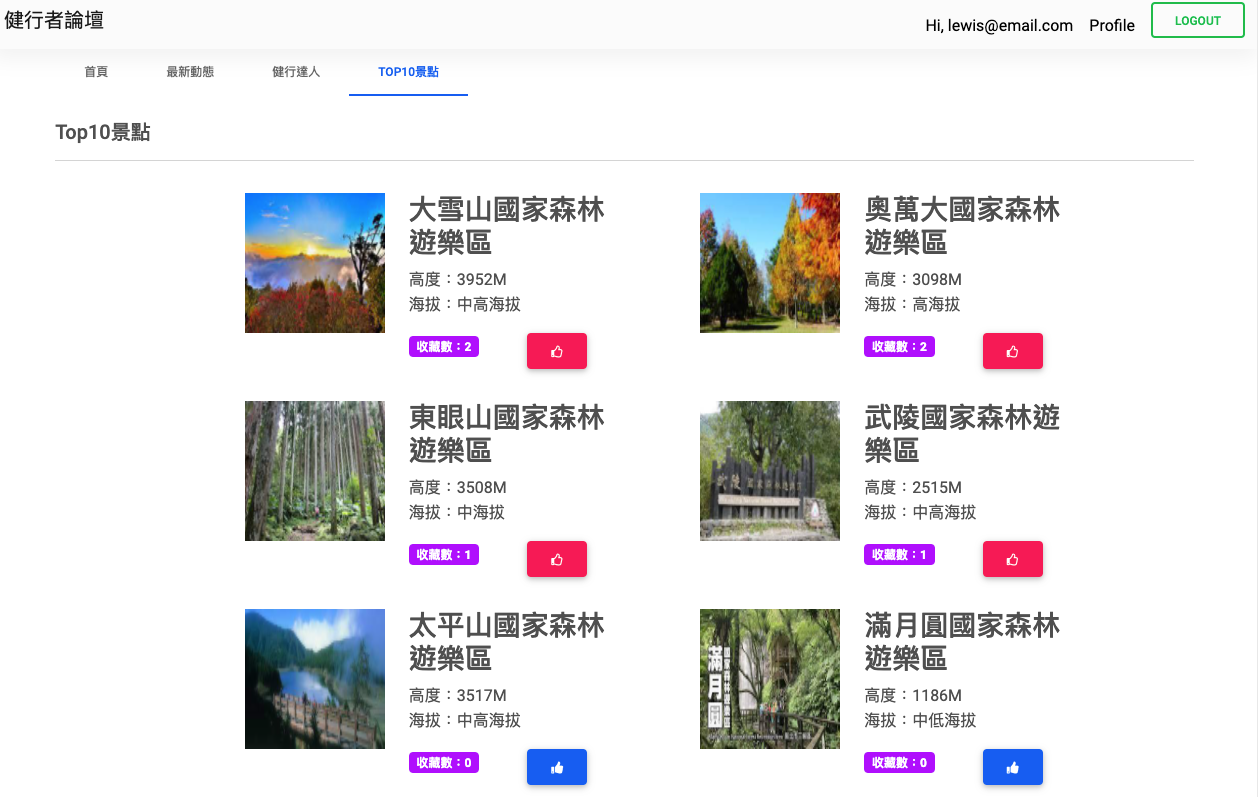 健行者論壇
Hi, lewis@email.com Profile LOGOUT
首頁 最新動態 健行達人 TOP10景點
Top10景點
大雪山國家森林
遊樂區
高度：3952M
海拔：中高海拔
收藏數：2
奧萬大國家森林
遊樂區
高度：3098M
海拔：高海拔
收藏數：2
東眼山國家森林
遊樂區
高度：3508M
海拔：中海拔
收藏數：1
武陵國家森林遊
樂區
高度：2515M
海拔：中高海拔
收藏數：1
太平山國家森林
遊樂區
高度：3517M
海拔：中高海拔
收藏數：0
滿月圓國家森林
遊樂區
高度：1186M
海拔：中低海拔
收藏數：0
滿月圓